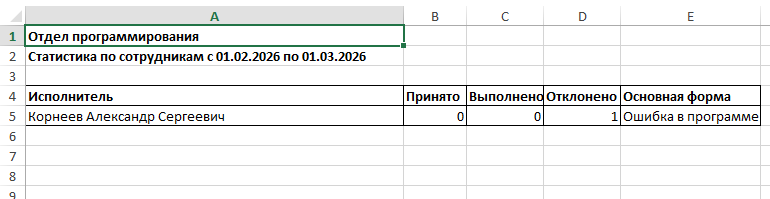 A B C D E
1 Отдел программирования
2 Статистика по сотрудникам с 01.02.2026 по 01.03.2026
3
4 Исполнитель Принято Выполнено Отклонено Основная форма
5 Корнеев Александр Сергеевич 0 0 1 Ошибка в программе
6
7
8
9